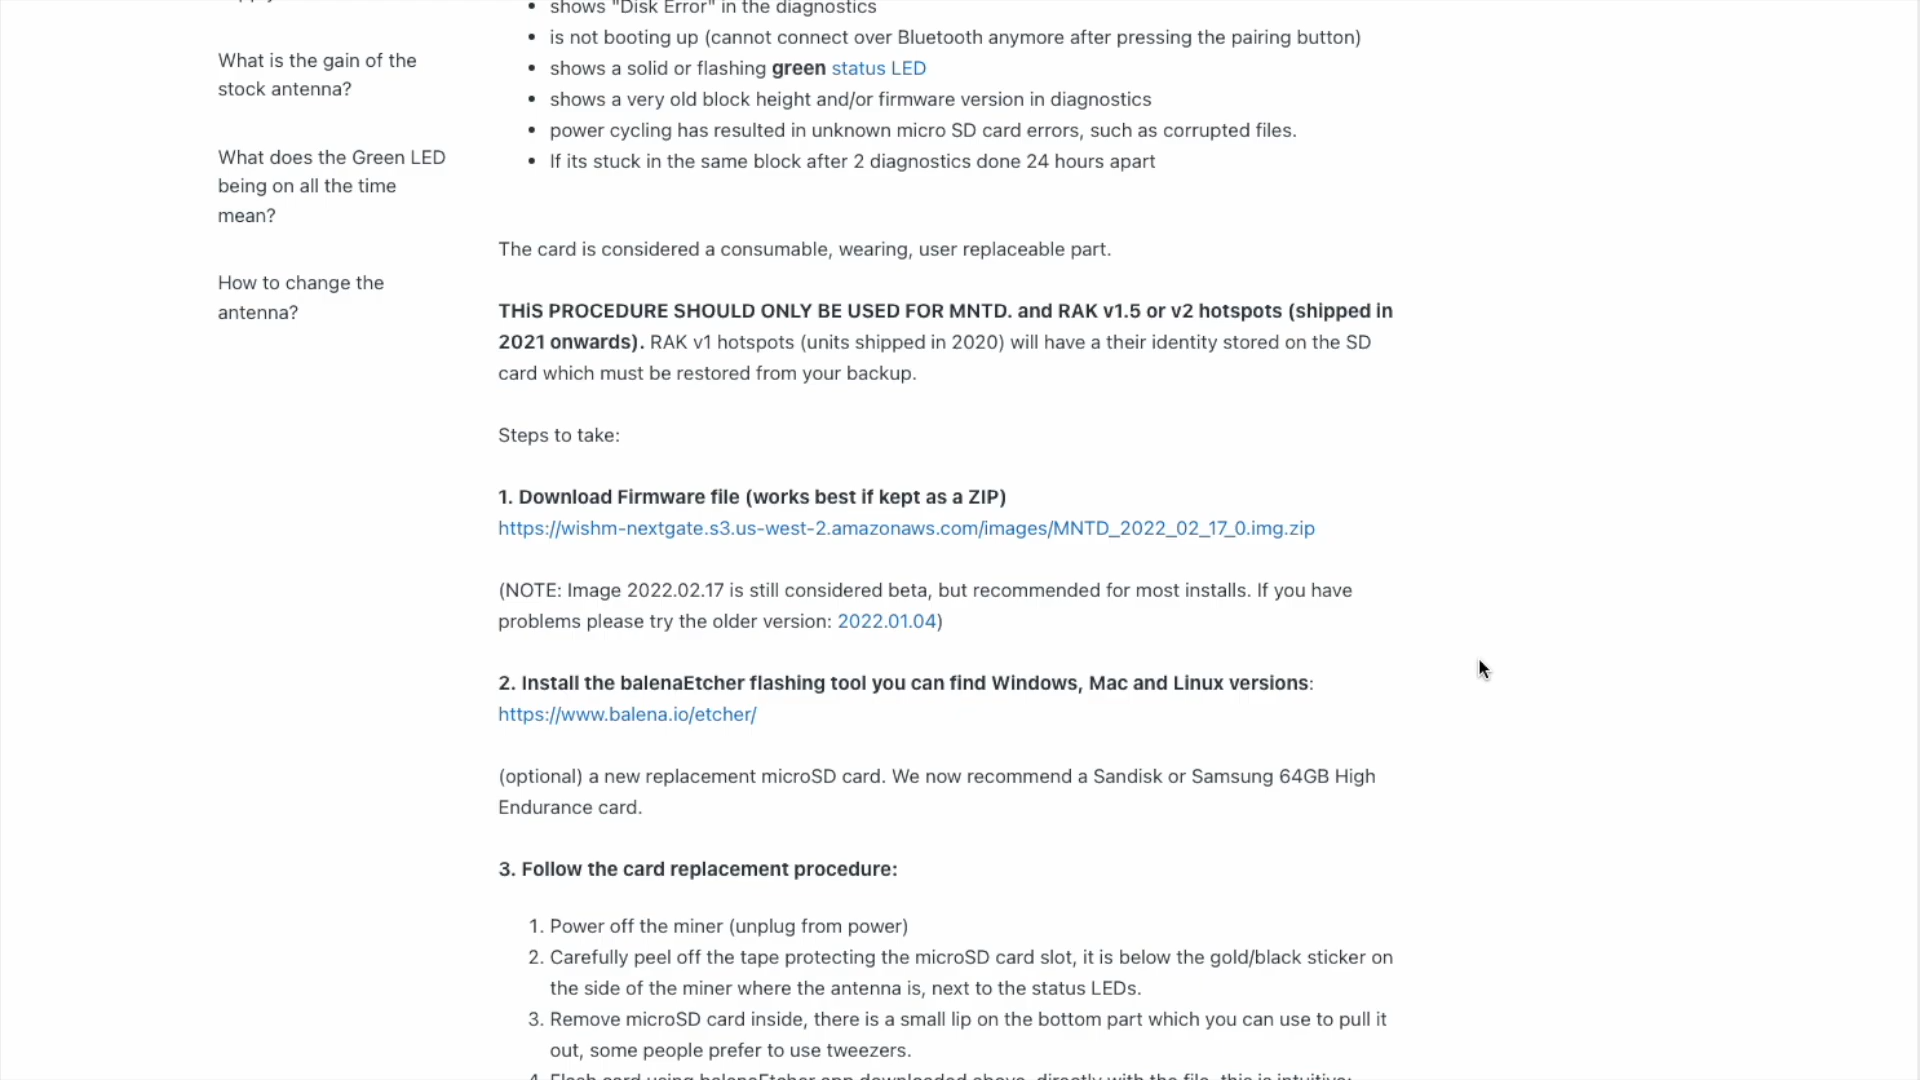 What is the gain of the
stock antenna?
What does the Green LED
being on all the time
mean?
How to change the
antenna?
• shows "Disk Error" in the diagnostics
• is not booting up (cannot connect over Bluetooth anymore after pressing the pairing button)
• shows a solid or flashing green status LED
• shows a very old block height and/or firmware version in diagnostics
• power cycling has resulted in unknown micro SD card errors, such as corrupted files.
• If its stuck in the same block after 2 diagnostics done 24 hours apart
The card is considered a consumable, wearing, user replaceable part.
THiS PROCEDURE SHOULD ONLY BE USED FOR MNTD. and RAK v1.5 or v2 hotspots (shipped in
2021 onwards). RAK v1 hotspots (units shipped in 2020) will have a their identity stored on the SD
card which must be restored from your backup.
Steps to take:
1. Download Firmware file (works best if kept as a ZIP)
https://wishm-nextgate.s3.us-west-2.amazonaws.com/images/MNTD_2022_02_17_0.img.zip
(NOTE: Image 2022.02.17 is still considered beta, but recommended for most installs. If you have
problems please try the older version: 2022.01.04)
2. Install the balenaEtcher flashing tool you can find Windows, Mac and Linux versions:
https://www.balena.io/etcher/
(optional) a new replacement microSD card. We now recommend a Sandisk or Samsung 64GB High
Endurance card.
3. Follow the card replacement procedure:
1. Power off the miner (unplug from power)
2. Carefully peel off the tape protecting the microSD card slot, it is below the gold/black sticker on
the side of the miner where the antenna is, next to the status LEDs.
3. Remove microSD card inside, there is a small lip on the bottom part which you can use to pull it
out, some people prefer to use tweezers.
4. Flash card using balenaEtcher app downloaded above, directly with the file, this is intuitive: